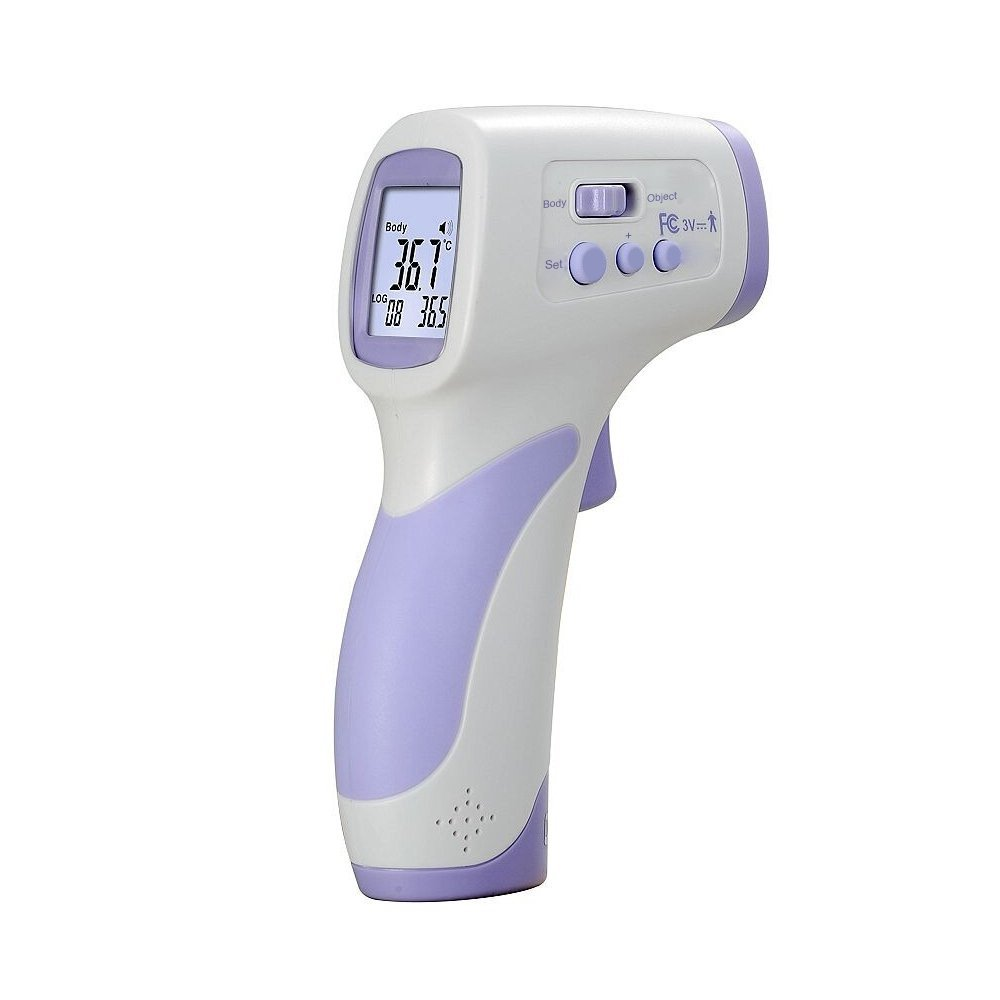 Body
36.7°C
LOG
08 36.5
Body Object
FC 3V
+
Set